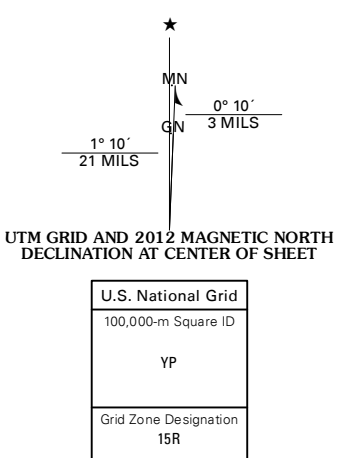 ★
MN
GN
0° 10´
3 MILS
1° 10´
21 MILS
UTM GRID AND 2012 MAGNETIC NORTH
DECLINATION AT CENTER OF SHEET
U.S. National Grid
100,000-m Square ID
YP
Grid Zone Designation
15R